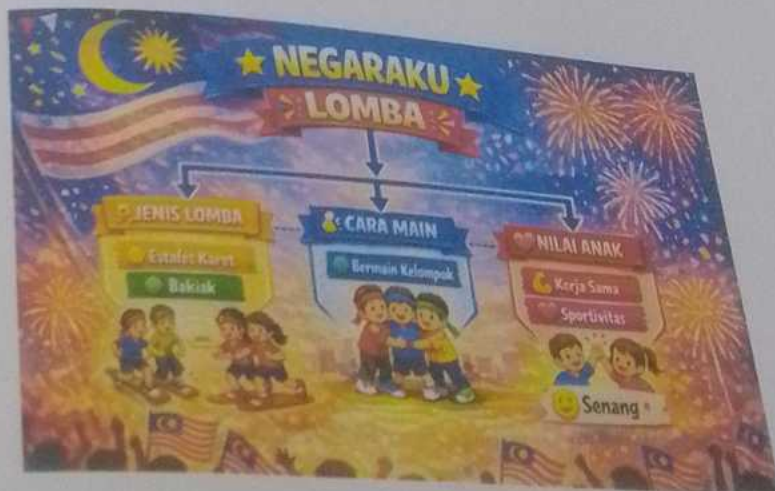 NEGARAKU
LOMBA
JENIS LOMBA
Estafet Karet
Bakiak
CARA MAIN
Bermain Kelompok
NILAI ANAK
Kerja Sama
Sportivitas
Senang